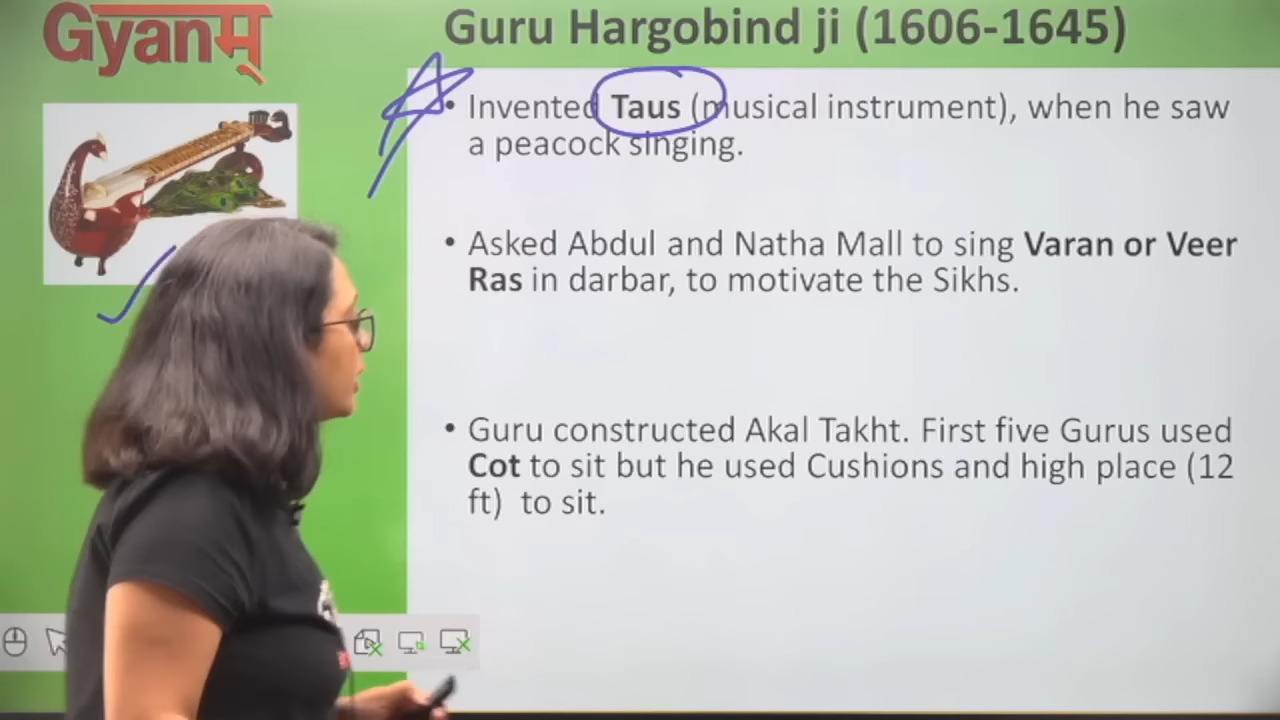 Gyanम्
Guru Hargobind ji (1606-1645)
• Invented Taus (musical instrument), when he saw
a peacock singing.
• Asked Abdul and Natha Mall to sing Varan or Veer
Ras in darbar, to motivate the Sikhs.
• Guru constructed Akal Takht. First five Gurus used
Cot to sit but he used Cushions and high place (12
ft) to sit.